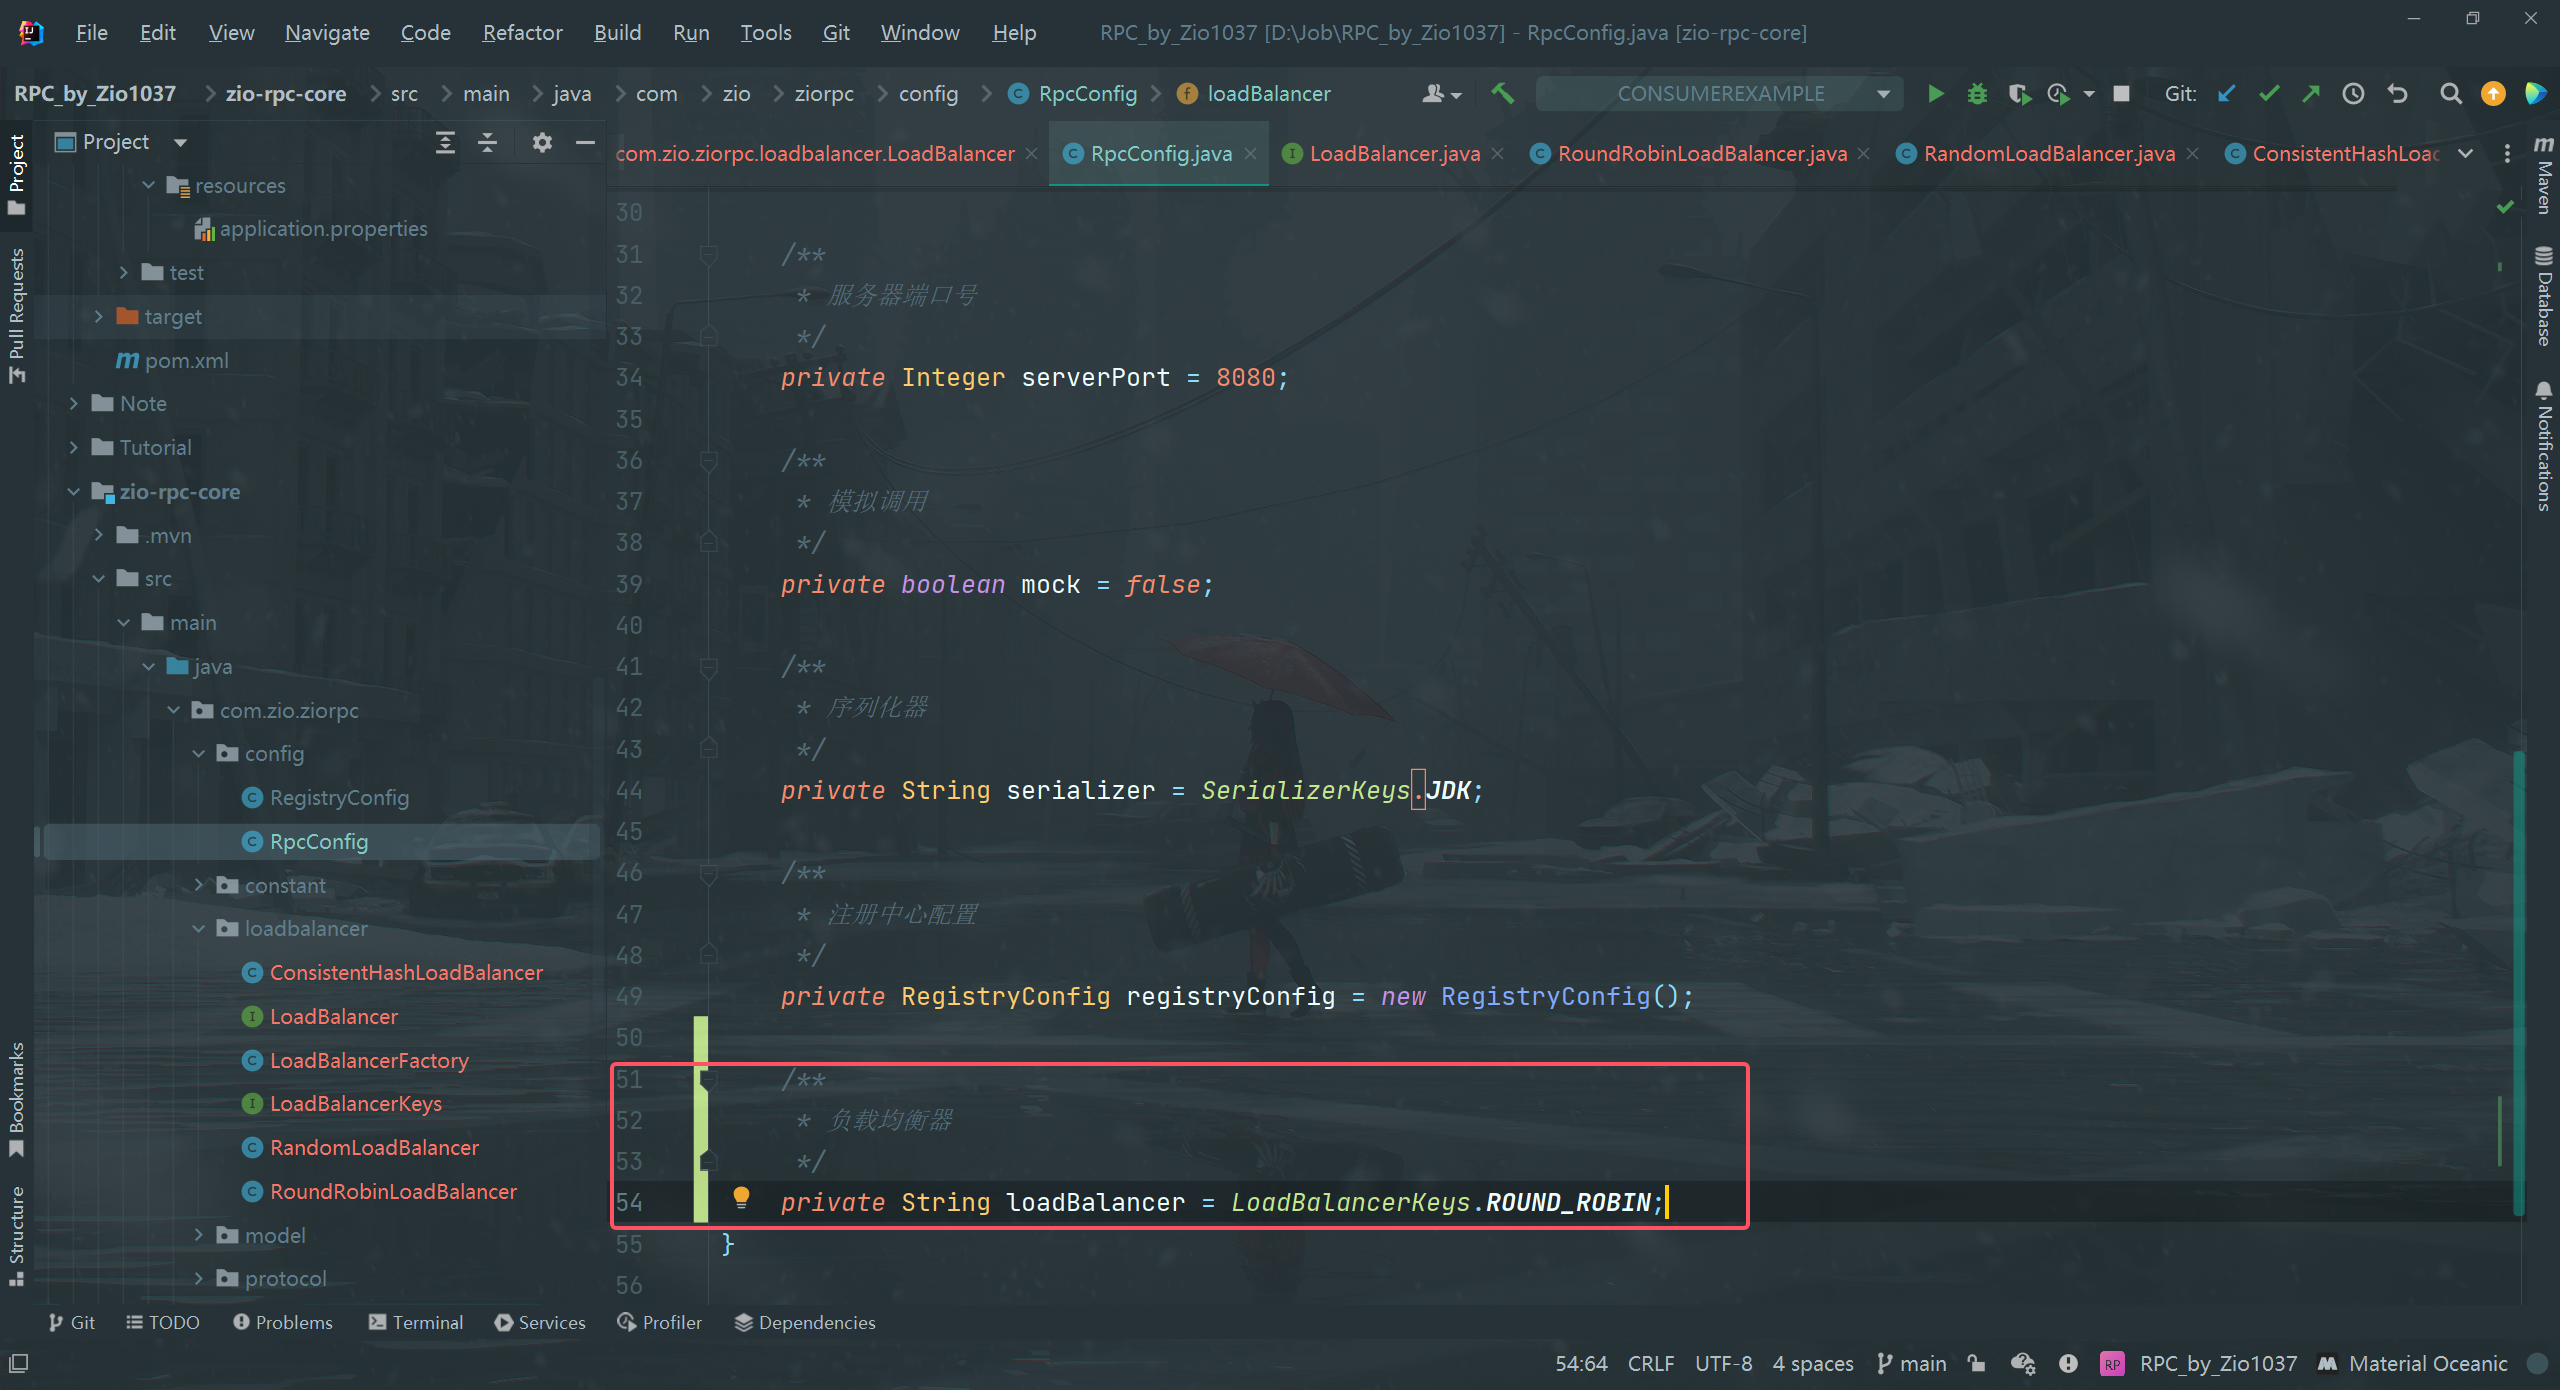 File Edit View Navigate Code Refactor Build Run Tools Git Window Help RPC_by_Zio1037 [D:\Job\RPC_by_Zio1037] - RpcConfig.java [zio-rpc-core]
RPC_by_Zio1037 zio-rpc-core src main java com zio ziorpc config RpcConfig loadBalancer CONSUMEREXAMPLE Git:
Project
com.zio.ziorpc.loadbalancer.LoadBalancer RpcConfig.java LoadBalancer.java RoundRobinLoadBalancer.java RandomLoadBalancer.java ConsistentHashLoad
Project
Pull Requests
Bookmarks
Structure
resources
application.properties
test
target
pom.xml
Note
Tutorial
zio-rpc-core
.mvn
src
main
java
com.zio.ziorpc
config
RegistryConfig
RpcConfig
constant
loadbalancer
ConsistentHashLoadBalancer
LoadBalancer
LoadBalancerFactory
LoadBalancerKeys
RandomLoadBalancer
RoundRobinLoadBalancer
model
protocol
30
31 /**
32 * 服务器端口号
33 */
34 private Integer serverPort = 8080;
35
36 /**
37 * 模拟调用
38 */
39 private boolean mock = false;
40
41 /**
42 * 序列化器
43 */
44 private String serializer = SerializerKeys.JDK;
45
46 /**
47 * 注册中心配置
48 */
49 private RegistryConfig registryConfig = new RegistryConfig();
50
51 /**
52 * 负载均衡器
53 */
54 private String loadBalancer = LoadBalancerKeys.ROUND_ROBIN;
55 }
56
Maven
Database
Notifications
Git TODO Problems Terminal Services Profiler Dependencies
54:64 CRLF UTF-8 4 spaces main RP RPC_by_Zio1037 Material Oceanic